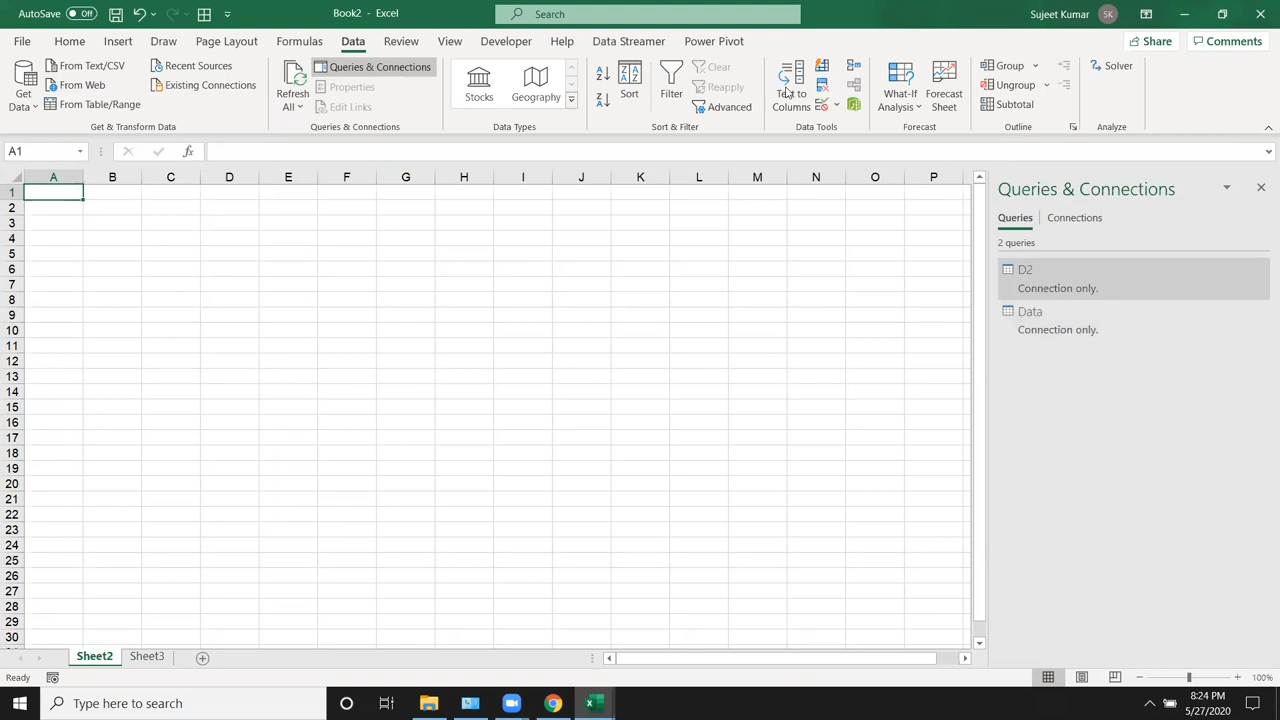 AutoSave Off Book2 - Excel Search Sujeet Kumar SK
File Home Insert Draw Page Layout Formulas Data Review View Developer Help Data Streamer Power Pivot Share Comments
Get Data From Text/CSV From Web From Table/Range Recent Sources Existing Connections
Get & Transform Data
Refresh All Queries & Connections Properties Edit Links
Queries & Connections
Stocks Geography
Data Types
Sort Filter Clear Reapply Advanced
Sort & Filter
Text to Columns
Data Tools
What-If Analysis Forecast Sheet
Forecast
Group Ungroup Subtotal
Outline
Solver
Analyze
A1 fx
A B C D E F G H I J K L M N O P
1
2
3
4
5
6
7
8
9
10
11
12
13
14
15
16
17
18
19
20
21
22
23
24
25
26
27
28
29
30
Queries & Connections
Queries Connections
2 queries
D2
Connection only.
Data
Connection only.
Sheet2 Sheet3
Ready 100%
Type here to search
8:24 PM
5/27/2020